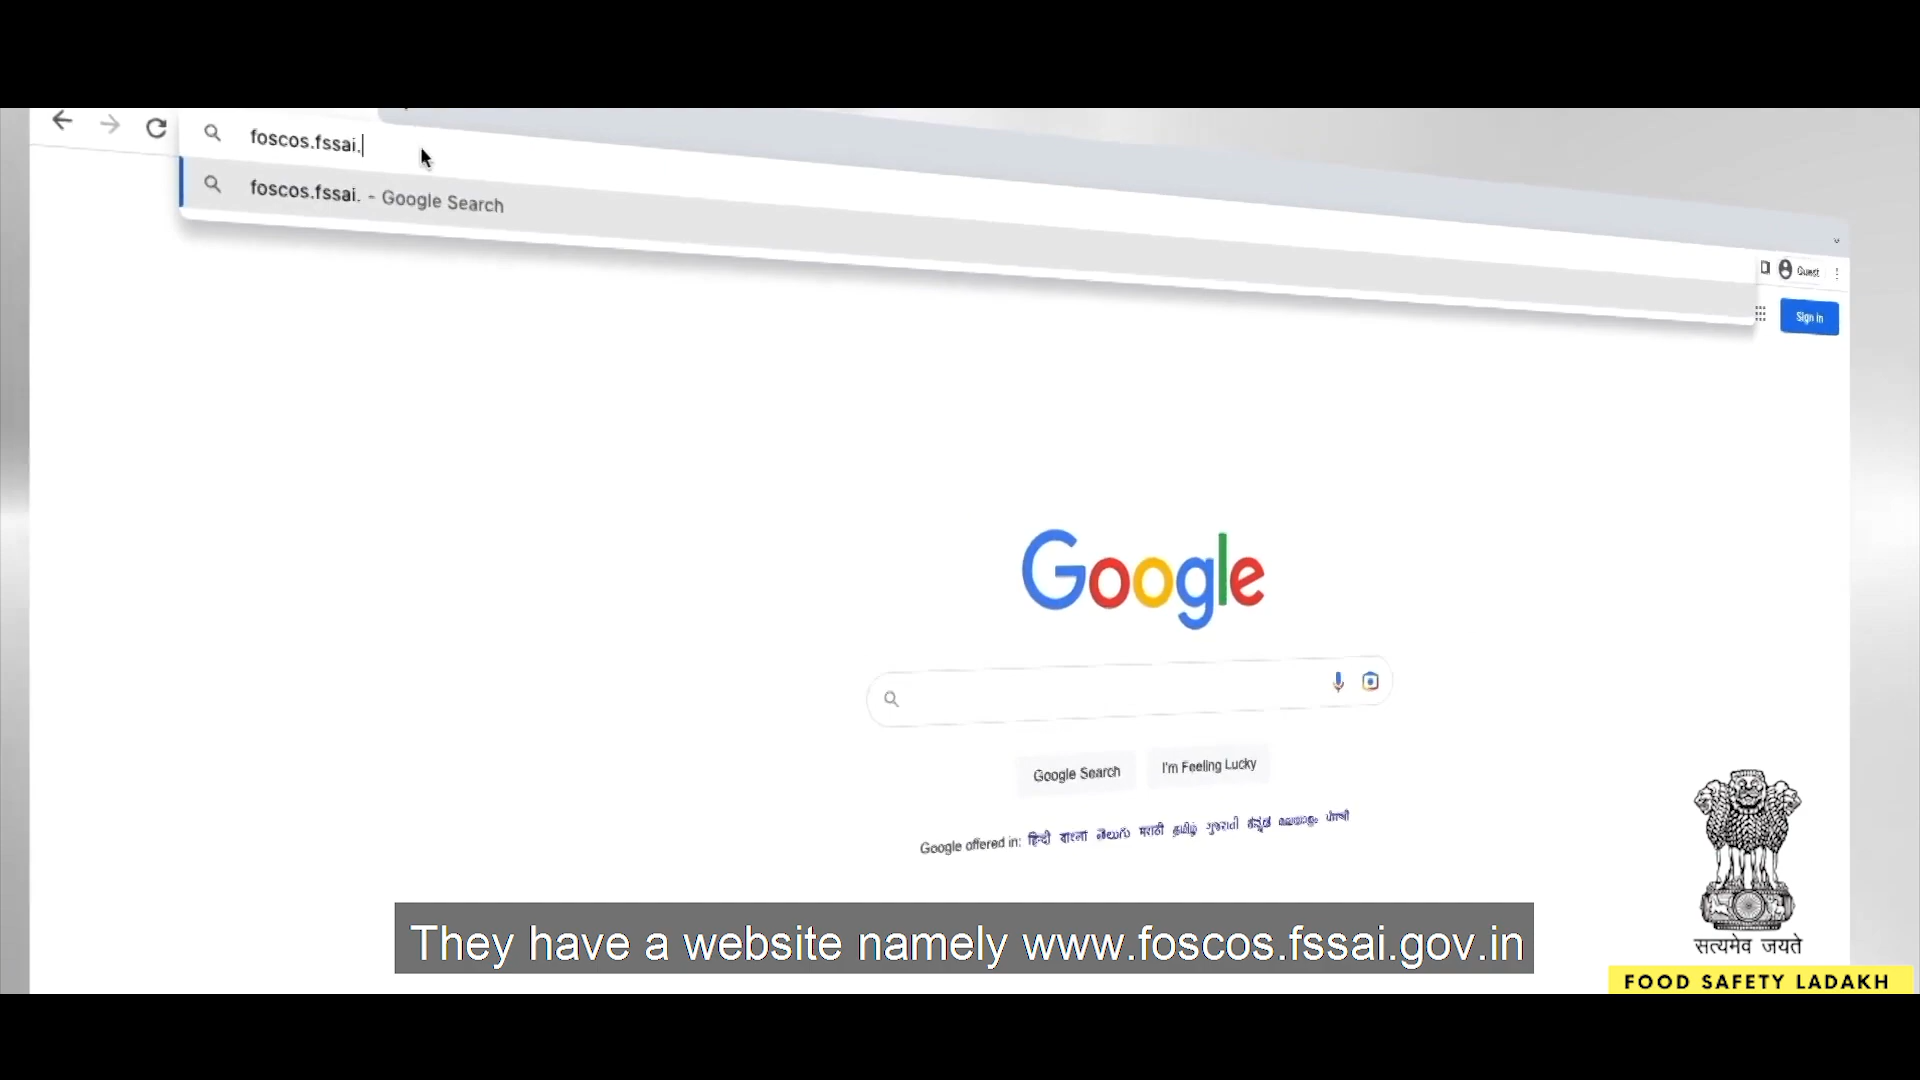 foscos.fssai.
foscos.fssai. - Google Search
Guest
Sign in
Google
Google Search
I'm Feeling Lucky
Google offered in: हिन्दी বাংলা తెలుగు मराठी தமிழ் ગુજરાતી ಕನ್ನಡ മലയാളം ਪੰਜਾਬੀ
They have a website namely www.foscos.fssai.gov.in
सत्यमेव जयते
FOOD SAFETY LADAKH